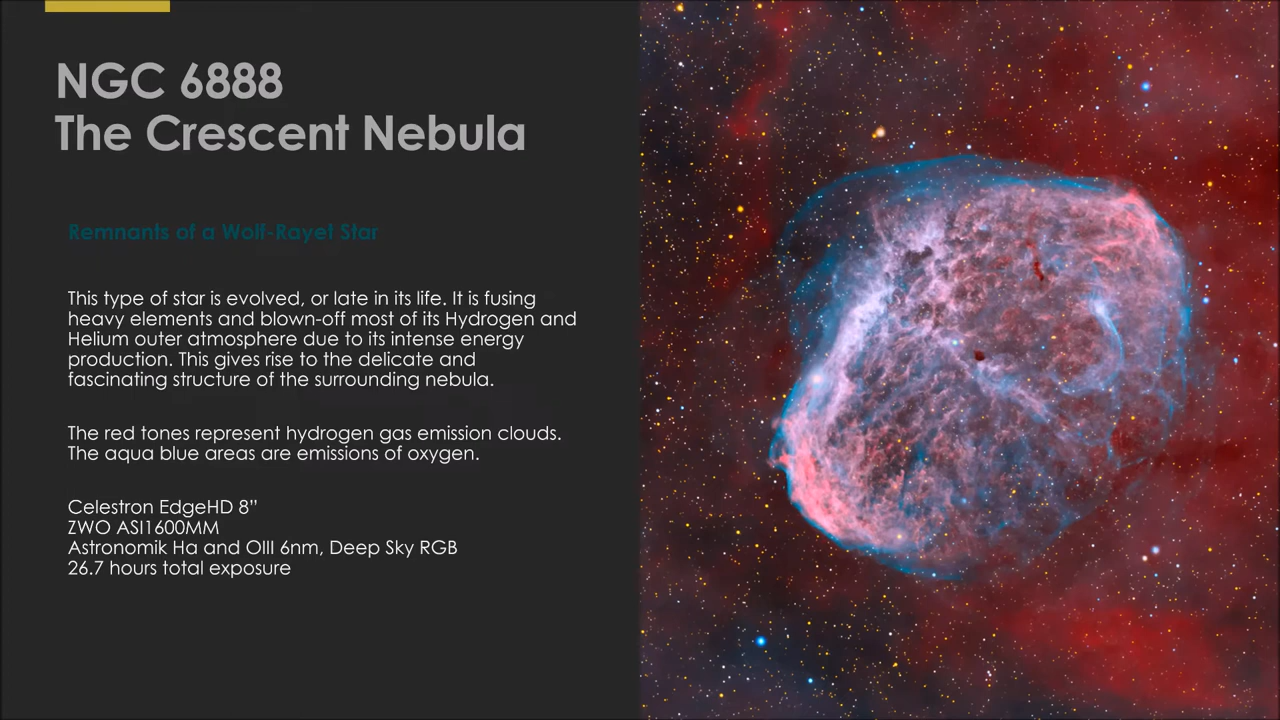 NGC 6888
The Crescent Nebula
Remnants of a Wolf-Rayet Star
This type of star is evolved, or late in its life. It is fusing
heavy elements and blown-off most of its Hydrogen and
Helium outer atmosphere due to its intense energy
production. This gives rise to the delicate and
fascinating structure of the surrounding nebula.
The red tones represent hydrogen gas emission clouds.
The aqua blue areas are emissions of oxygen.
Celestron EdgeHD 8”
ZWO ASI1600MM
Astronomik Ha and OIII 6nm, Deep Sky RGB
26.7 hours total exposure